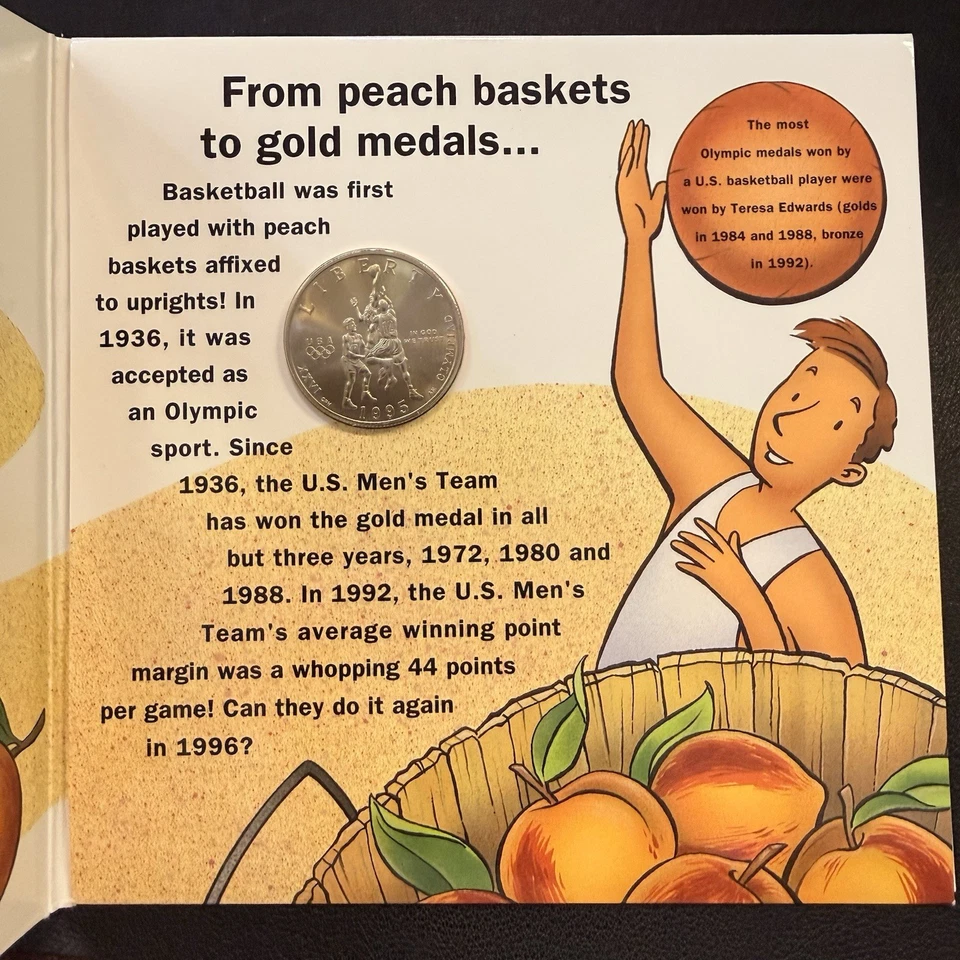 From peach baskets
to gold medals...
Basketball was first
played with peach
baskets affixed
to uprights! In
1936, it was
accepted as
an Olympic
sport. Since
1936, the U.S. Men's Team
has won the gold medal in all
but three years, 1972, 1980 and
1988. In 1992, the U.S. Men's
Team's average winning point
margin was a whopping 44 points
per game! Can they do it again
in 1996?
LIBERTY
USA
IN GOD
WE TRUST
1995
The most
Olympic medals won by
a U.S. basketball player were
won by Teresa Edwards (golds
in 1984 and 1988, bronze
in 1992).